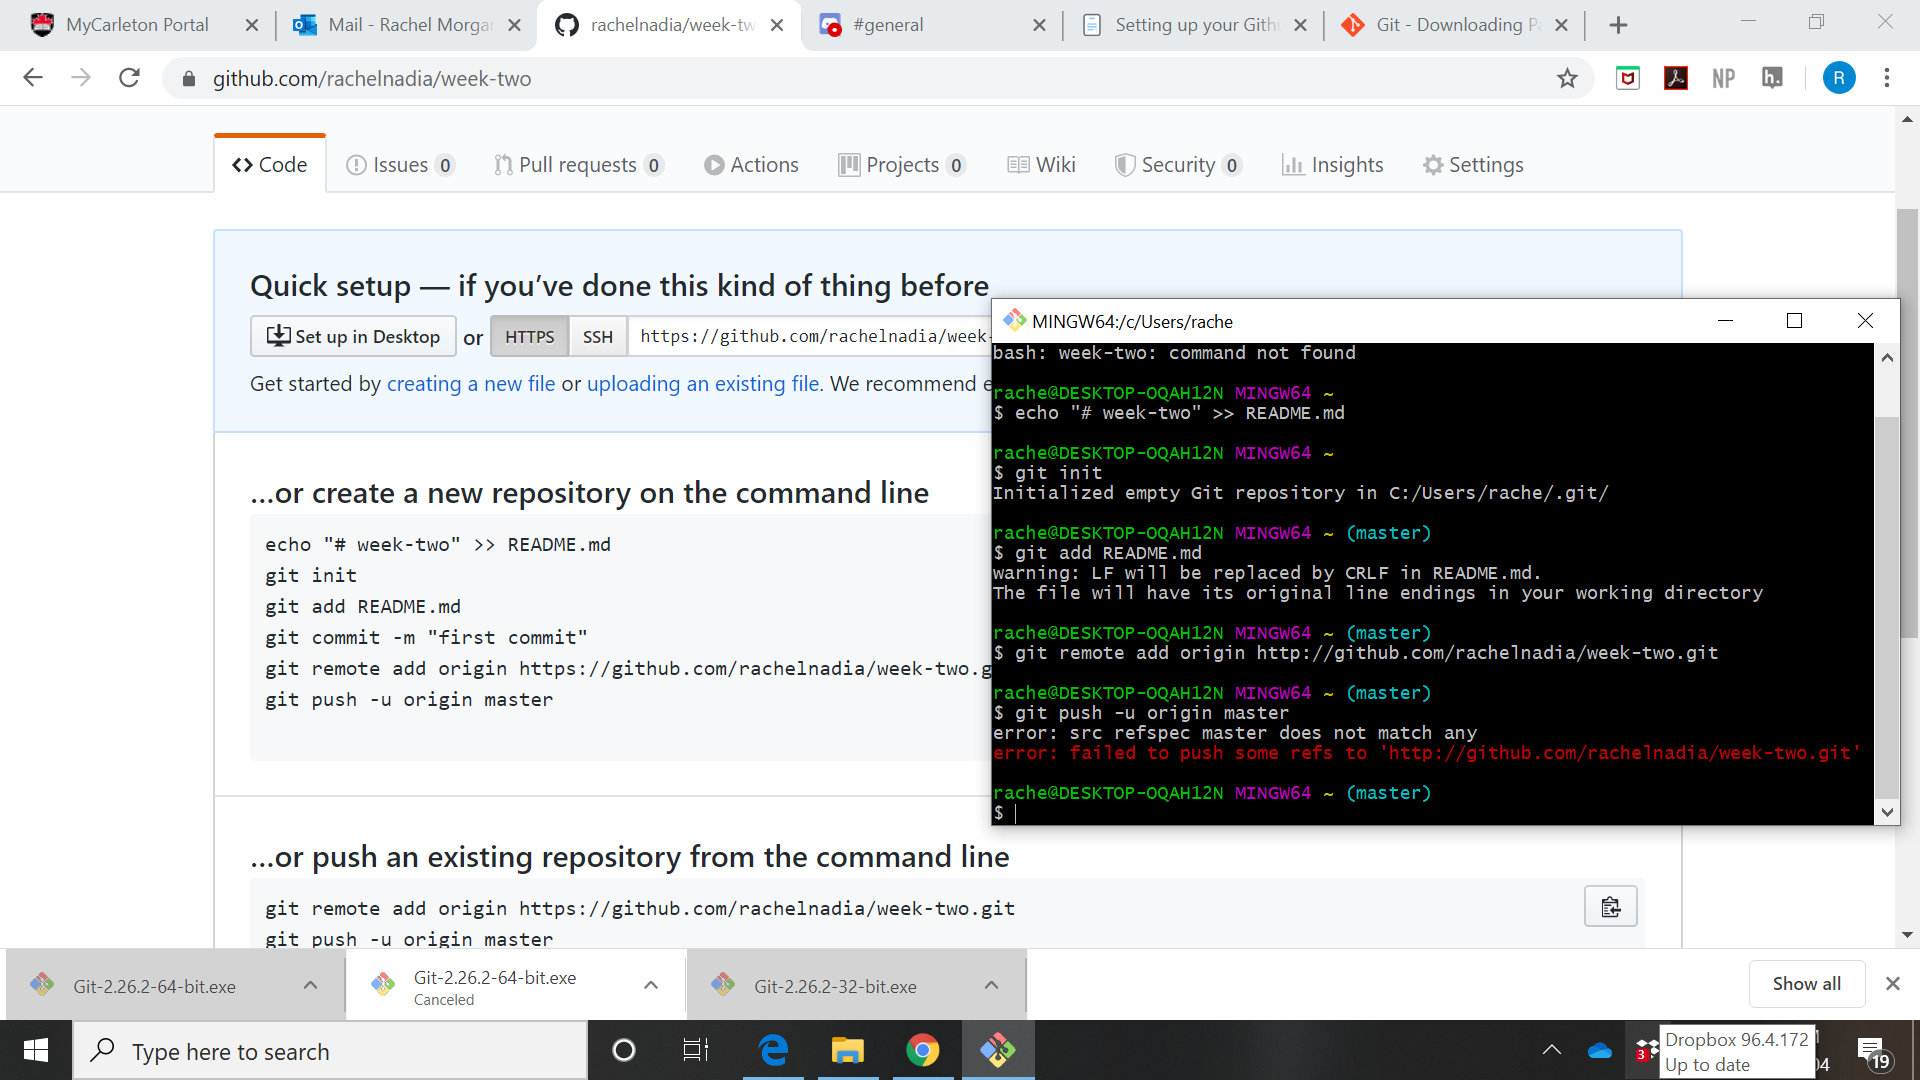 MyCarleton Portal
Mail - Rachel Morgan
rachelnadia/week-tw
#general
Setting up your Gith
Git - Downloading Pa
github.com/rachelnadia/week-two
NP
h.
R
Code
Issues 0
Pull requests 0
Actions
Projects 0
Wiki
Security 0
Insights
Settings
Quick setup — if you’ve done this kind of thing before
Set up in Desktop or HTTPS SSH https://github.com/rachelnadia/week-
Get started by creating a new file or uploading an existing file. We recommend e
…or create a new repository on the command line
echo "# week-two" >> README.md
git init
git add README.md
git commit -m "first commit"
git remote add origin https://github.com/rachelnadia/week-two.g
git push -u origin master
…or push an existing repository from the command line
git remote add origin https://github.com/rachelnadia/week-two.git
git push -u origin master
MINGW64:/c/Users/rache
bash: week-two: command not found
rache@DESKTOP-OQAH12N MINGW64 ~
$ echo "# week-two" >> README.md
rache@DESKTOP-OQAH12N MINGW64 ~
$ git init
Initialized empty Git repository in C:/Users/rache/.git/
rache@DESKTOP-OQAH12N MINGW64 ~ (master)
$ git add README.md
warning: LF will be replaced by CRLF in README.md.
The file will have its original line endings in your working directory
rache@DESKTOP-OQAH12N MINGW64 ~ (master)
$ git remote add origin http://github.com/rachelnadia/week-two.git
rache@DESKTOP-OQAH12N MINGW64 ~ (master)
$ git push -u origin master
error: src refspec master does not match any
error: failed to push some refs to 'http://github.com/rachelnadia/week-two.git'
rache@DESKTOP-OQAH12N MINGW64 ~ (master)
$
Git-2.26.2-64-bit.exe
Git-2.26.2-64-bit.exe
Canceled
Git-2.26.2-32-bit.exe
Show all
Type here to search
3
Dropbox 96.4.172
Up to date
04
19